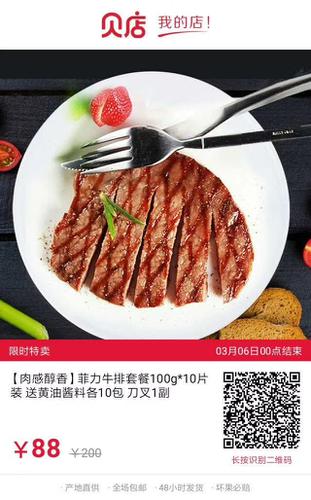 贝店 我的店！
限时特卖 03月06日00点结束
【肉感醇香】菲力牛排套餐100g*10片
装 送黄油酱料各10包 刀叉1副
￥88 ￥200
长按识别二维码
· 产地直供 · 全场包邮 · 48小时发货 · 坏果必赔